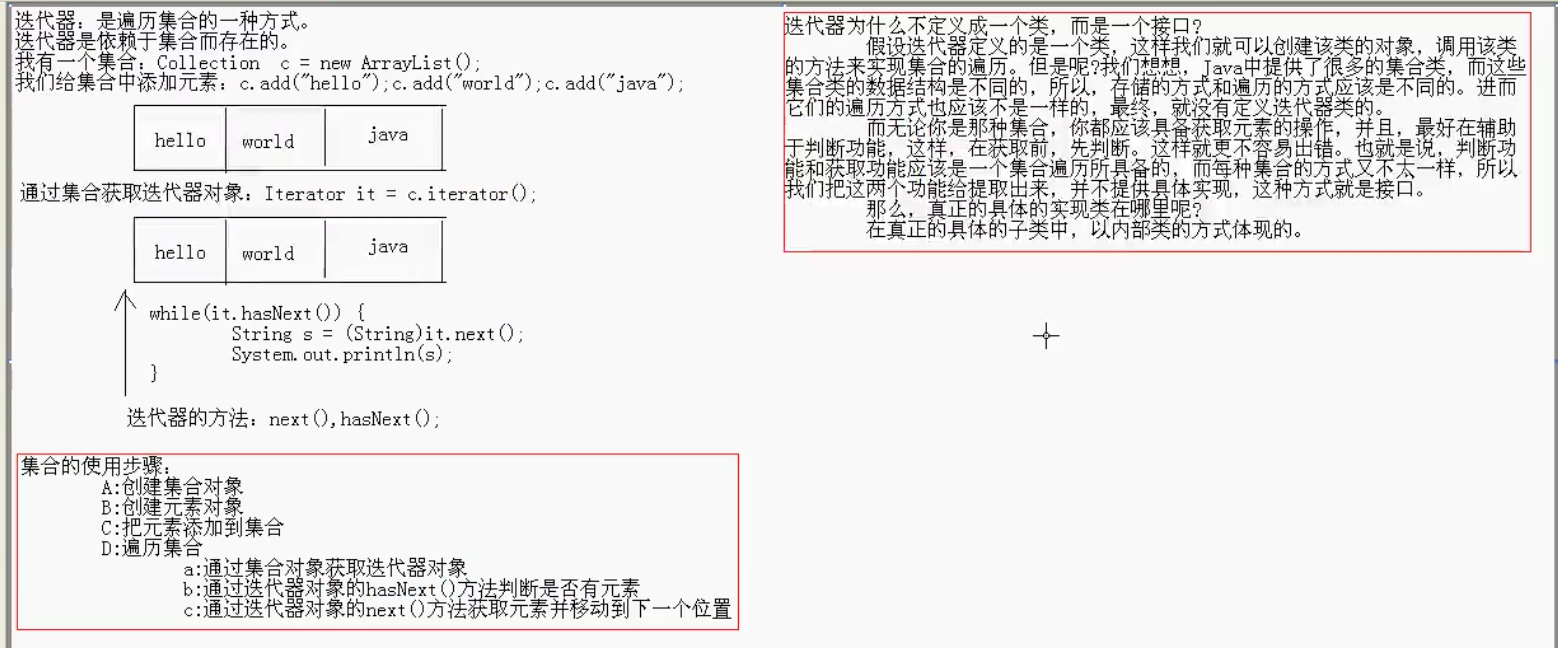 迭代器：是遍历集合的一种方式。
迭代器是依赖于集合而存在的。
我有一个集合：Collection c = new ArrayList();
我们给集合中添加元素：c.add("hello");c.add("world");c.add("java");
hello world java
通过集合获取迭代器对象：Iterator it = c.iterator();
hello world java
while(it.hasNext()) {
String s = (String)it.next();
System.out.println(s);
}
迭代器的方法：next(),hasNext();
集合的使用步骤：
A:创建集合对象
B:创建元素对象
C:把元素添加到集合
D:遍历集合
a:通过集合对象获取迭代器对象
b:通过迭代器对象的hasNext()方法判断是否有元素
c:通过迭代器对象的next()方法获取元素并移动到下一个位置
迭代器为什么不定义成一个类，而是一个接口?
假设迭代器定义的是一个类，这样我们就可以创建该类的对象，调用该类
的方法来实现集合的遍历。但是呢?我们想想，Java中提供了很多的集合类，而这些
集合类的数据结构是不同的，所以，存储的方式和遍历的方式应该是不同的。进而
它们的遍历方式也应该不是一样的，最终，就没有定义迭代器类的。
而无论你是那种集合，你都应该具备获取元素的操作，并且，最好在辅助
于判断功能，这样，在获取前，先判断。这样就更不容易出错。也就是说，判断功
能和获取功能应该是一个集合遍历所具备的，而每种集合的方式又不太一样，所以
我们把这两个功能给提取出来，并不提供具体实现，这种方式就是接口。
那么，真正的具体的实现类在哪里呢?
在真正的具体的子类中，以内部类的方式体现的。